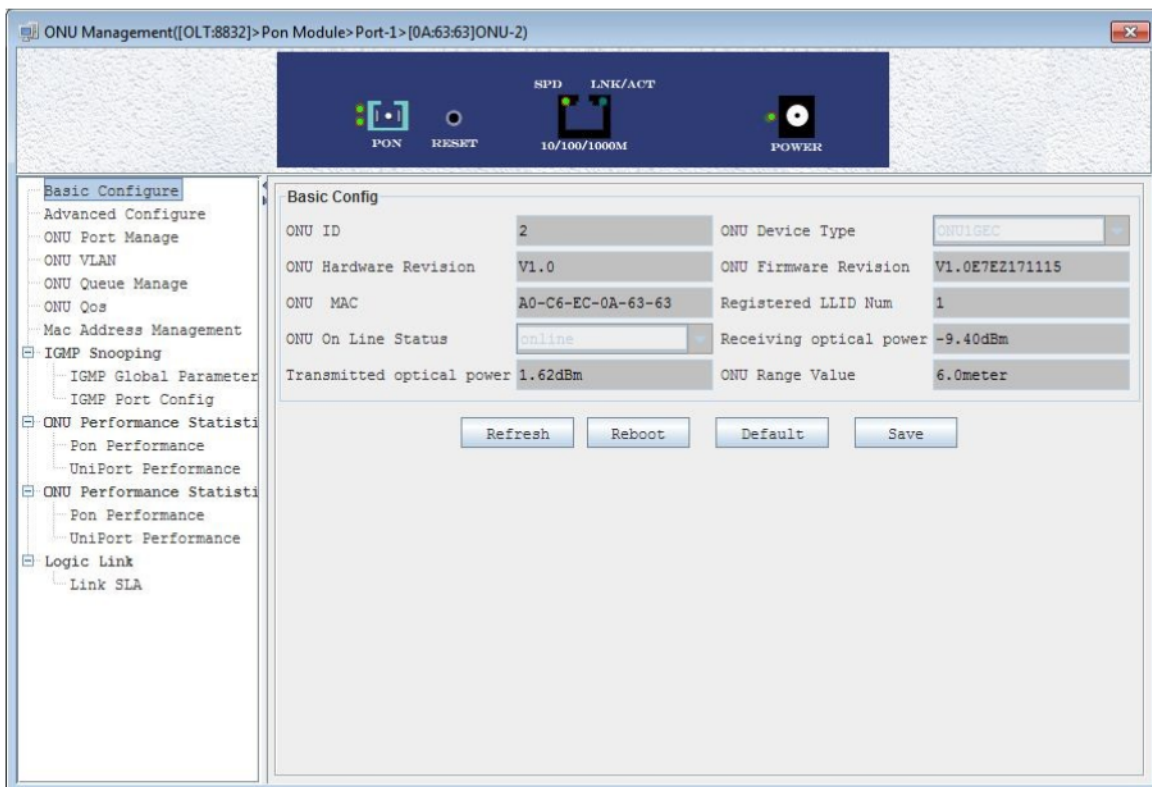 ONU Management([OLT:8832]>Pon Module>Port-1>[0A:63:63]ONU-2)
SPD LNK/ACT
PON RESET 10/100/1000M POWER
Basic Configure
Advanced Configure
ONU Port Manage
ONU VLAN
ONU Queue Manage
ONU Qos
Mac Address Management
IGMP Snooping
IGMP Global Parameter
IGMP Port Config
ONU Performance Statisti
Pon Performance
UniPort Performance
ONU Performance Statisti
Pon Performance
UniPort Performance
Logic Link
Link SLA
Basic Config
ONU ID 2 ONU Device Type ONU1GEC
ONU Hardware Revision V1.0 ONU Firmware Revision V1.0E7EZ171115
ONU MAC A0-C6-EC-0A-63-63 Registered LLID Num 1
ONU On Line Status online Receiving optical power -9.40dBm
Transmitted optical power 1.62dBm ONU Range Value 6.0meter
Refresh Reboot Default Save